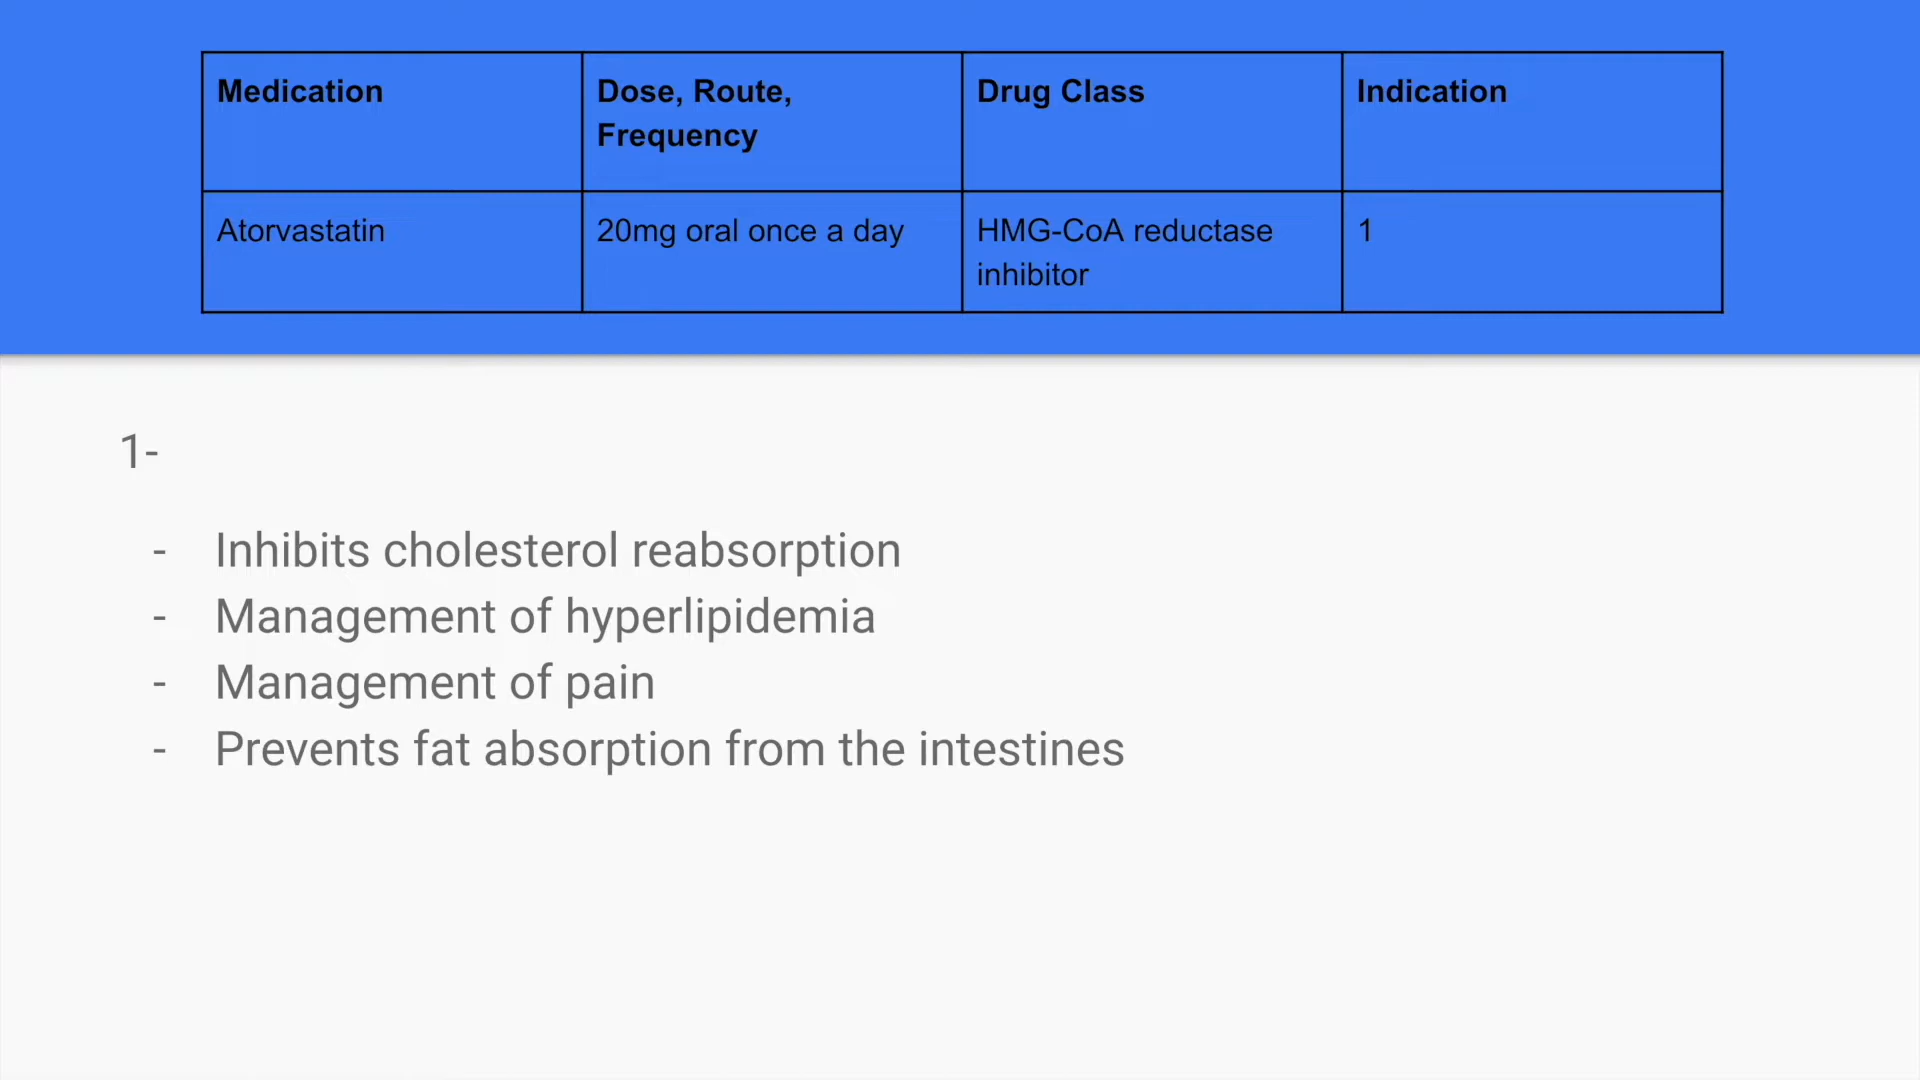 Medication
Dose, Route,
Frequency
Drug Class
Indication
Atorvastatin
20mg oral once a day
HMG-CoA reductase
inhibitor
1
1-
- Inhibits cholesterol reabsorption
- Management of hyperlipidemia
- Management of pain
- Prevents fat absorption from the intestines